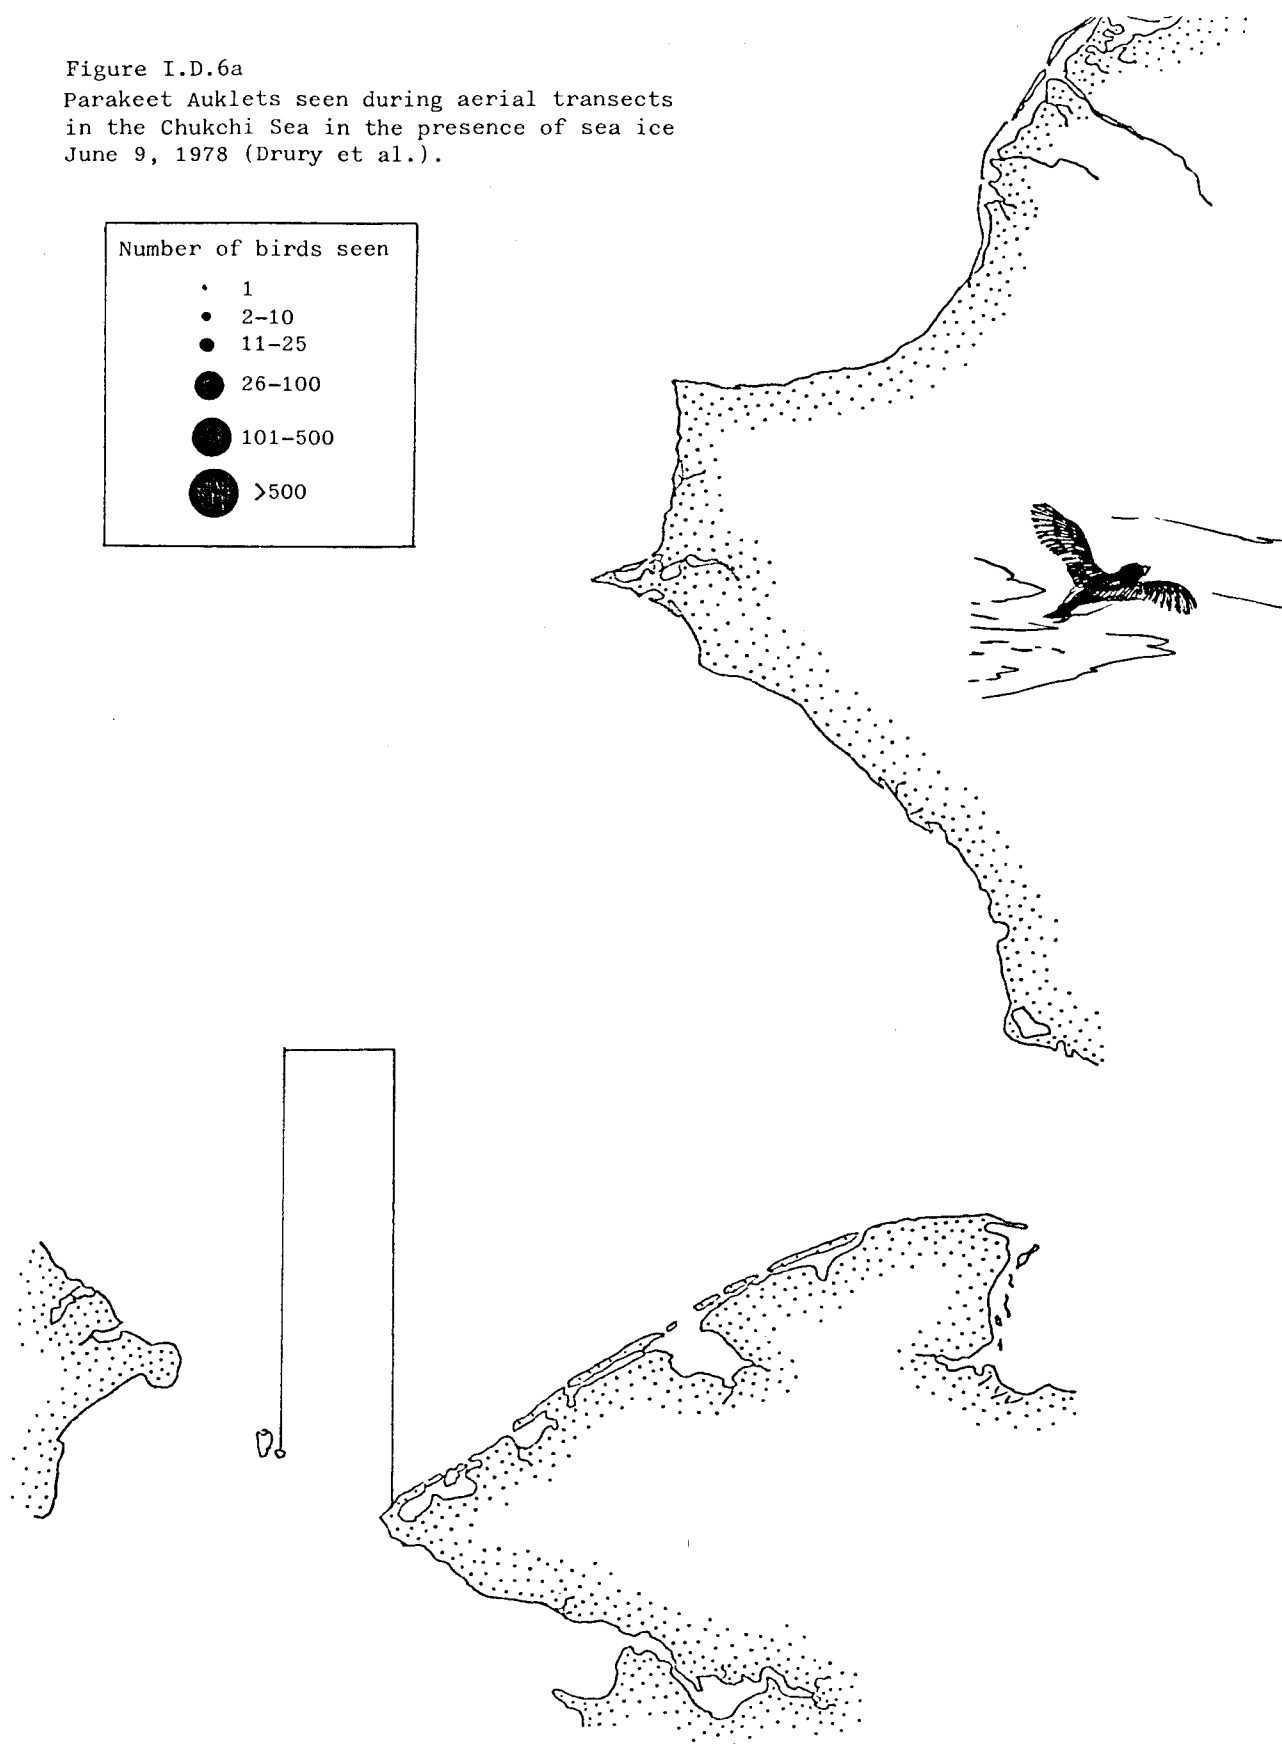 Figure I.D.6a
Parakeet Auklets seen during aerial transects
in the Chukchi Sea in the presence of sea ice
June 9, 1978 (Drury et al.).
Number of birds seen
1
2-10
11-25
26-100
101-500
>500